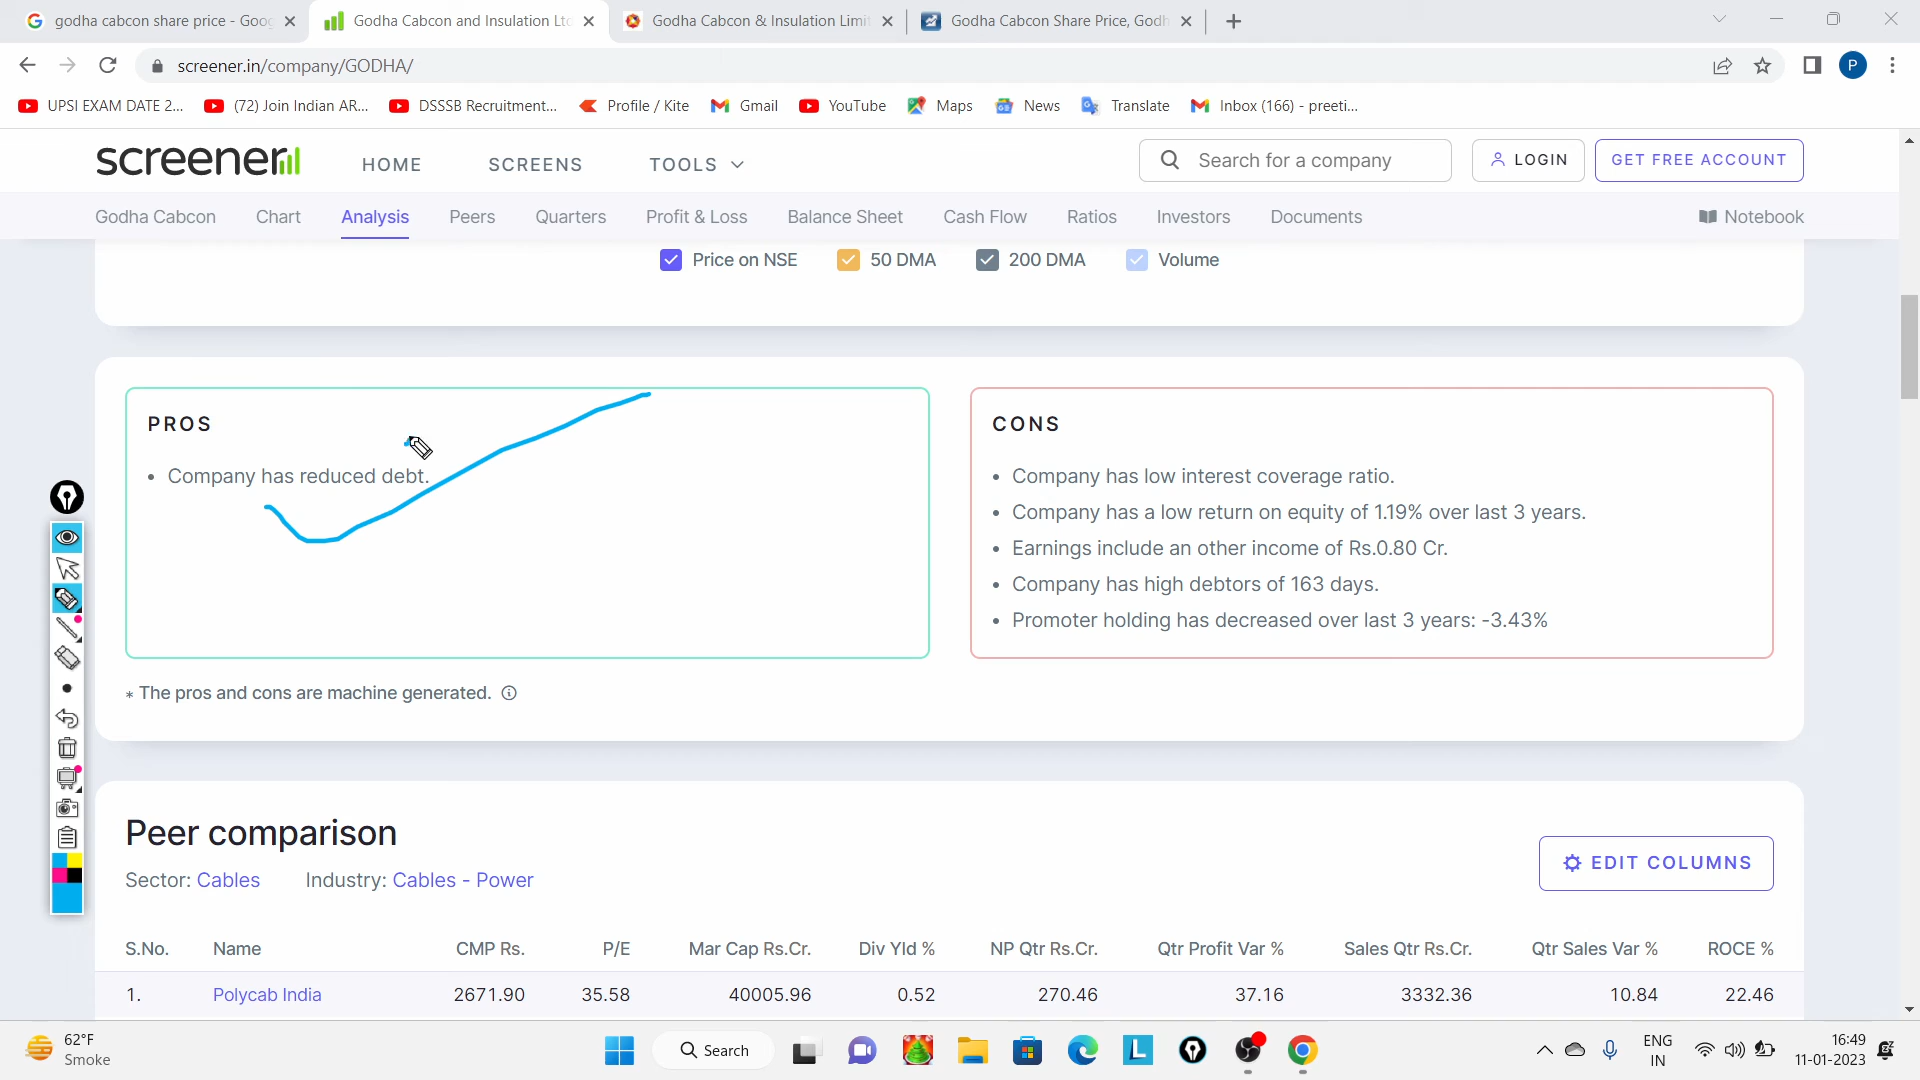 godha cabcon share price - Goog
Godha Cabcon and Insulation Ltd
Godha Cabcon & Insulation Limit
Godha Cabcon Share Price, Godh
screener.in/company/GODHA/
P
UPSI EXAM DATE 2...
(72) Join Indian AR...
DSSSB Recruitment...
Profile / Kite
Gmail
YouTube
Maps
News
Translate
Inbox (166) - preeti...
screener
HOME
SCREENS
TOOLS
Search for a company
LOGIN
GET FREE ACCOUNT
Godha Cabcon
Chart
Analysis
Peers
Quarters
Profit & Loss
Balance Sheet
Cash Flow
Ratios
Investors
Documents
Notebook
Price on NSE
50 DMA
200 DMA
Volume
PROS
• Company has reduced debt.
CONS
• Company has low interest coverage ratio.
• Company has a low return on equity of 1.19% over last 3 years.
• Earnings include an other income of Rs.0.80 Cr.
• Company has high debtors of 163 days.
• Promoter holding has decreased over last 3 years: -3.43%
* The pros and cons are machine generated.
Peer comparison
Sector: Cables Industry: Cables - Power
EDIT COLUMNS
S.No. Name CMP Rs. P/E Mar Cap Rs.Cr. Div Yld % NP Qtr Rs.Cr. Qtr Profit Var % Sales Qtr Rs.Cr. Qtr Sales Var % ROCE %
1. Polycab India 2671.90 35.58 40005.96 0.52 270.46 37.16 3332.36 10.84 22.46
62°F
Smoke
Search
L
ENG
IN
16:49
11-01-2023